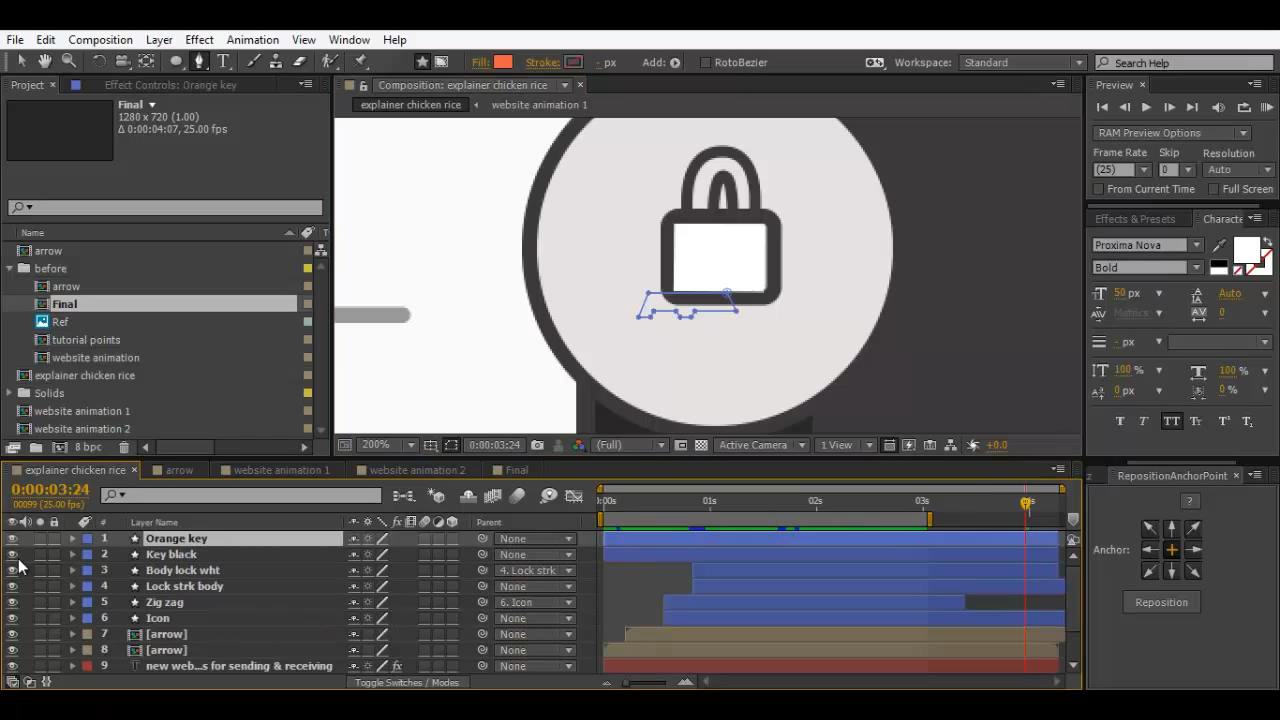 File Edit Composition Layer Effect Animation View Window Help
T Fill: Stroke: - px Add: RotoBezier Workspace: Standard Search Help
Project Effect Controls: Orange key Composition: explainer chicken rice Preview
explainer chicken rice website animation 1
Final
1280 x 720 (1.00)
Δ 0:00:04:07, 25.00 fps
RAM Preview Options
Frame Rate Skip Resolution
(25) 0 Auto
From Current Time Full Screen
Effects & Presets Characte
Name T
arrow
before
arrow
Final
Ref
tutorial points
website animation
explainer chicken rice
Solids
website animation 1
website animation 2
8 bpc
Proxima Nova
Bold
50 px Auto
Metrics 0
- px
100 % 100 %
0 px 0 %
T T TT Tt T¹ T₁
200% 0:00:03:24 (Full) Active Camera 1 View +0.0
explainer chicken rice arrow website animation 1 website animation 2 Final
0:00:03:24
00099 (25.00 fps)
:00s 01s 02s 03s
# Layer Name Parent
1 Orange key None
2 Key black None
3 Body lock wht 4. Lock strk
4 Lock strk body None
5 Zig zag 6. Icon
6 Icon None
7 [arrow] None
8 [arrow] None
9 T new web...s for sending & receiving None
Toggle Switches / Modes
z RepositionAnchorPoint
?
Anchor:
Reposition